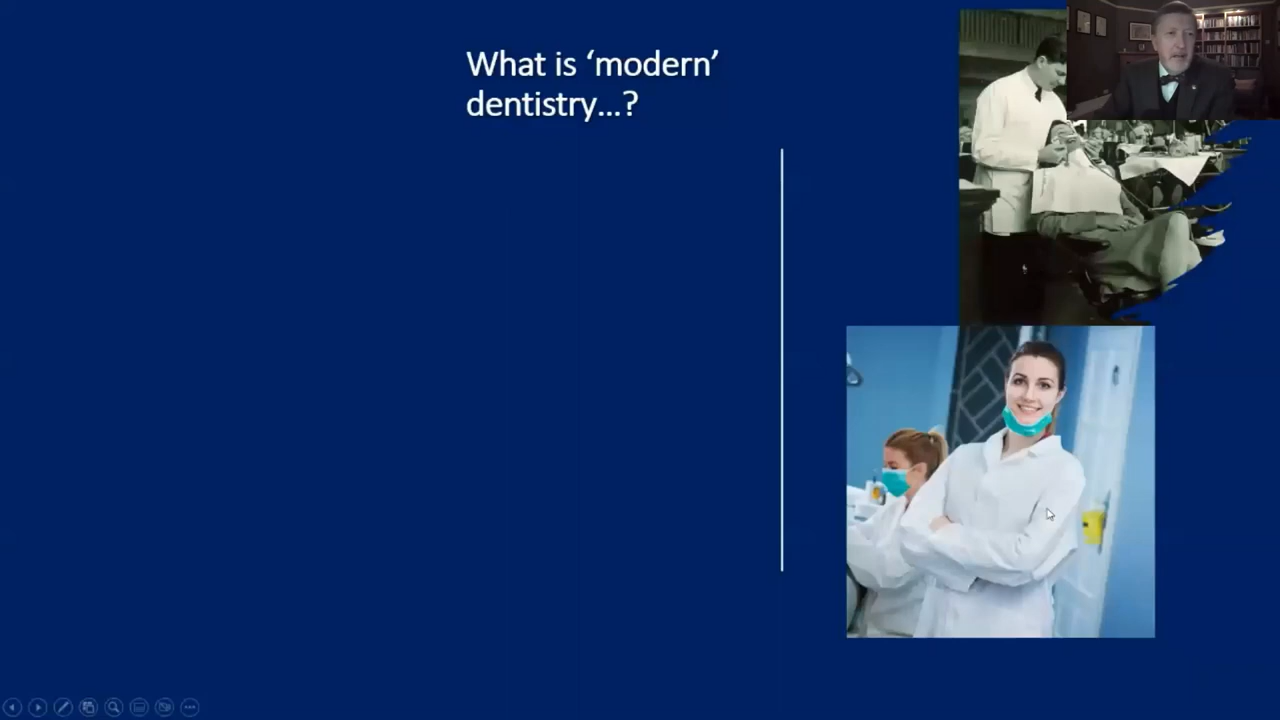 What is ‘modern’
dentistry...?